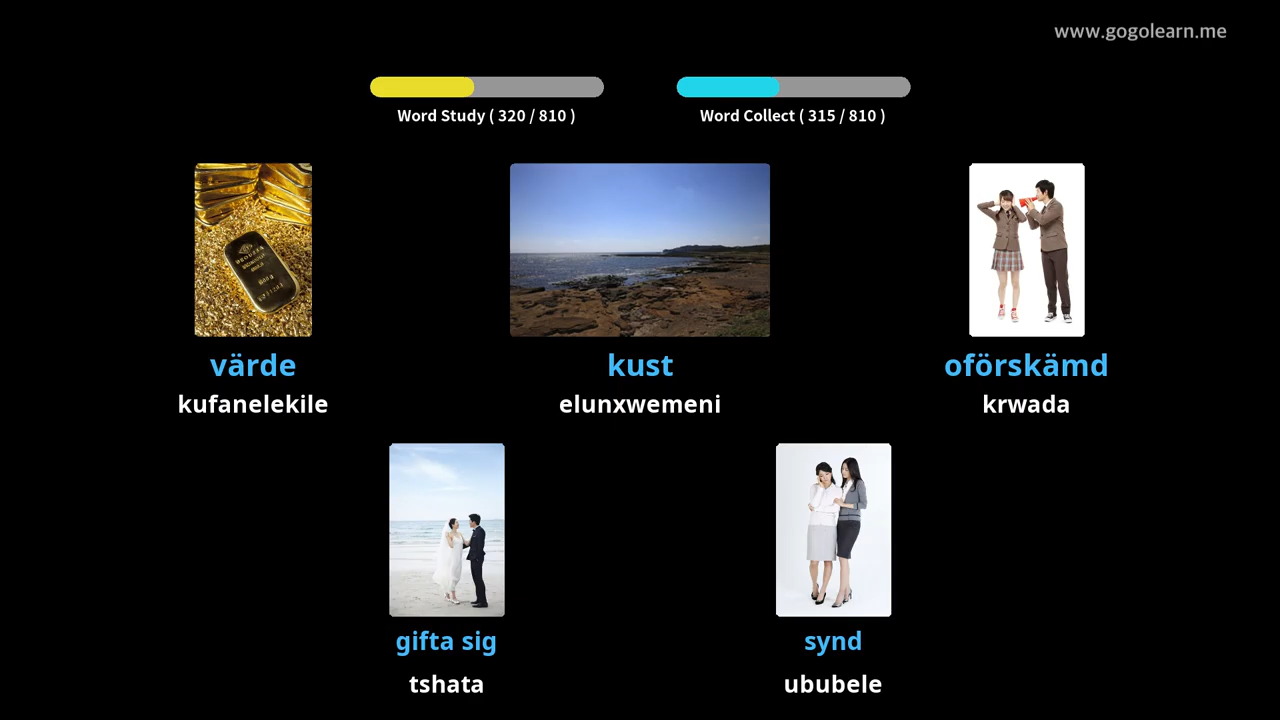 www.gogolearn.me
Word Study ( 320 / 810 )
Word Collect ( 315 / 810 )
värde
kust
oförskämd
kufanelekile
elunxwemeni
krwada
gifta sig
synd
tshata
ububele